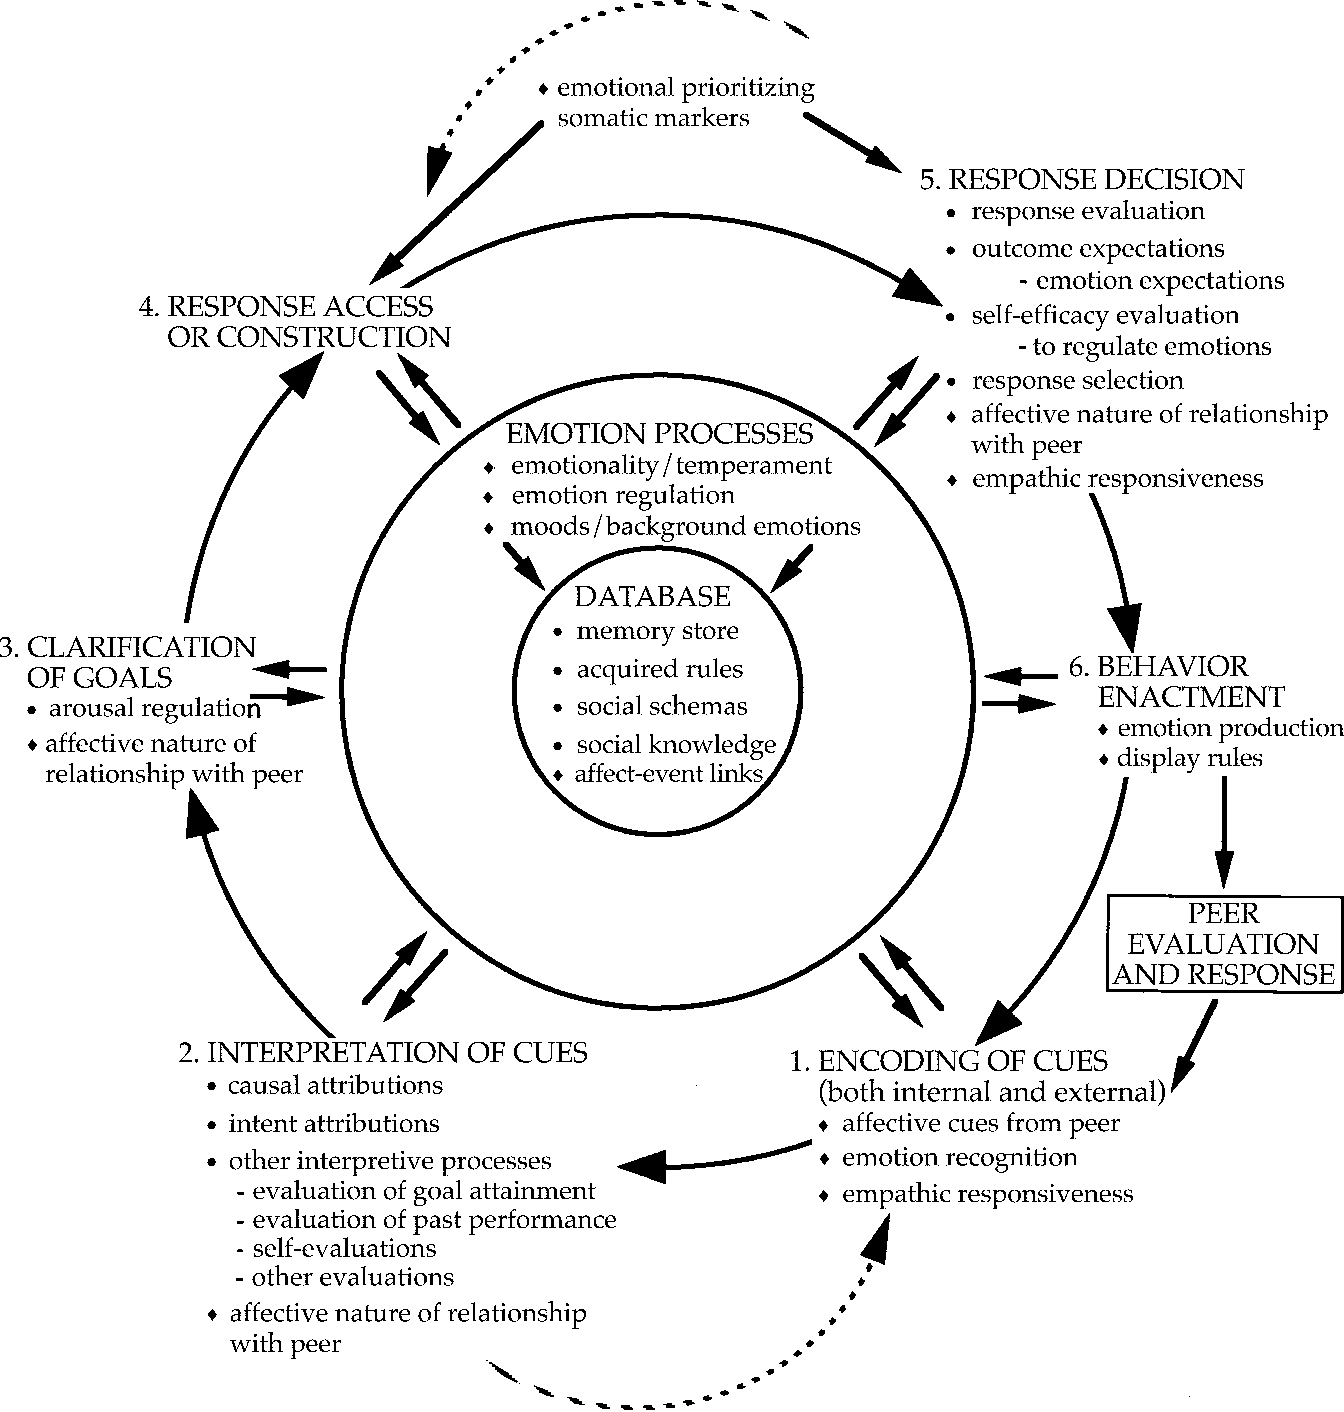 ♦ emotional prioritizing
somatic markers
5. RESPONSE DECISION
• response evaluation
• outcome expectations
- emotion expectations
• self-efficacy evaluation
- to regulate emotions
• response selection
♦ affective nature of relationship
with peer
♦ empathic responsiveness
4. RESPONSE ACCESS
OR CONSTRUCTION
EMOTION PROCESSES
♦ emotionality/temperament
♦ emotion regulation
♦ moods/background emotions
DATABASE
• memory store
• acquired rules
• social schemas
• social knowledge
♦ affect-event links
3. CLARIFICATION
OF GOALS
• arousal regulation
♦ affective nature of
relationship with peer
6. BEHAVIOR
ENACTMENT
♦ emotion production
♦ display rules
PEER
EVALUATION
AND RESPONSE
2. INTERPRETATION OF CUES
• causal attributions
• intent attributions
• other interpretive processes
- evaluation of goal attainment
- evaluation of past performance
- self-evaluations
- other evaluations
♦ affective nature of relationship
with peer
1. ENCODING OF CUES
(both internal and external)
♦ affective cues from peer
♦ emotion recognition
♦ empathic responsiveness